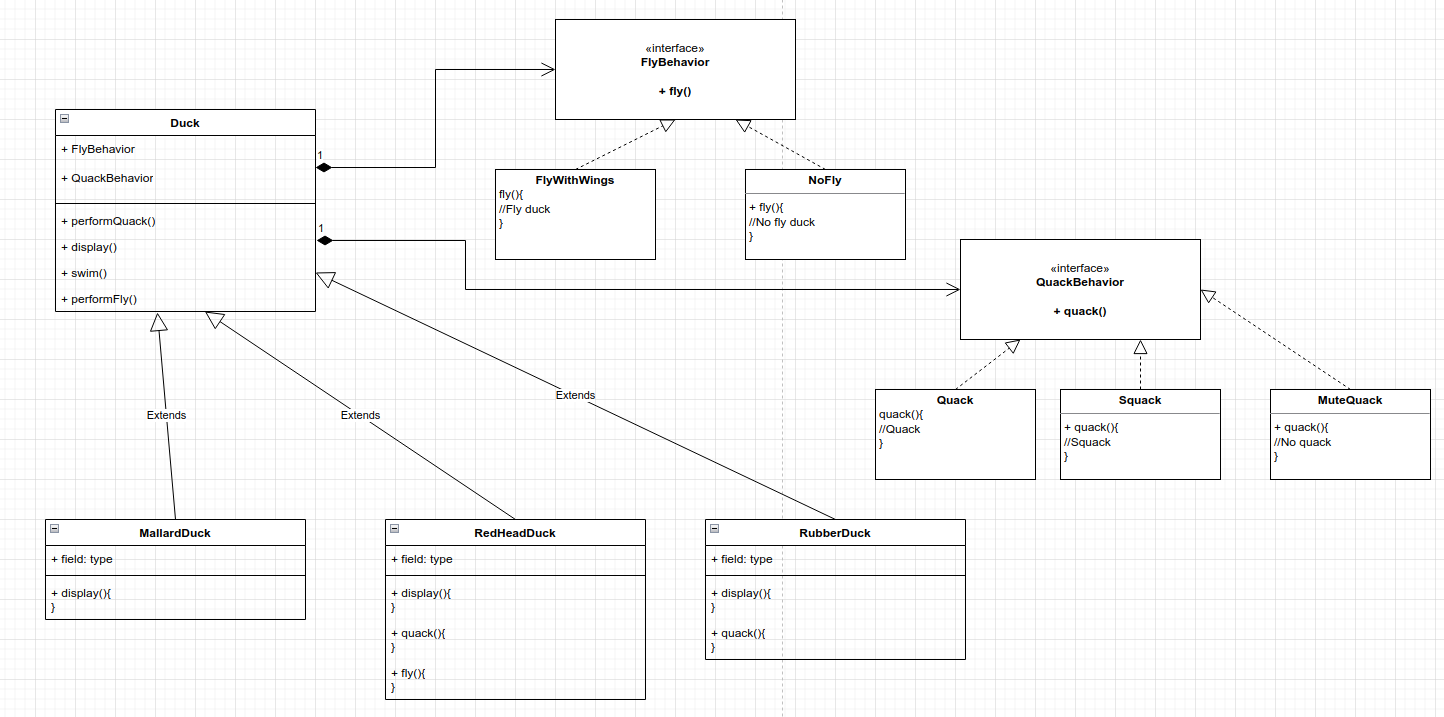 «interface»
FlyBehavior
+ fly()
Duck
+ FlyBehavior
+ QuackBehavior
+ performQuack()
+ display()
+ swim()
+ performFly()
1
1
FlyWithWings
fly(){
//Fly duck
}
NoFly
+ fly(){
//No fly duck
}
«interface»
QuackBehavior
+ quack()
Quack
quack(){
//Quack
}
Squack
+ quack(){
//Squack
}
MuteQuack
+ quack(){
//No quack
}
Extends
Extends
Extends
MallardDuck
+ field: type
+ display(){
}
RedHeadDuck
+ field: type
+ display(){
}
+ quack(){
}
+ fly(){
}
RubberDuck
+ field: type
+ display(){
}
+ quack(){
}